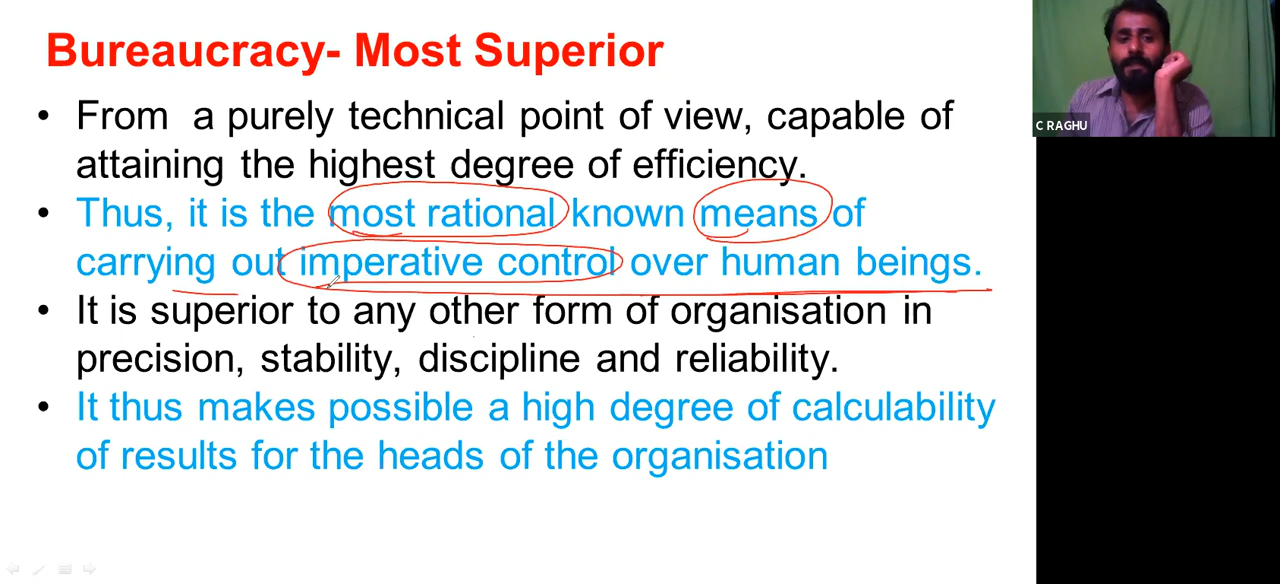 Bureaucracy- Most Superior
• From a purely technical point of view, capable of
attaining the highest degree of efficiency.
• Thus, it is the most rational known means of
carrying out imperative control over human beings.
• It is superior to any other form of organisation in
precision, stability, discipline and reliability.
• It thus makes possible a high degree of calculability
of results for the heads of the organisation
C RAGHU